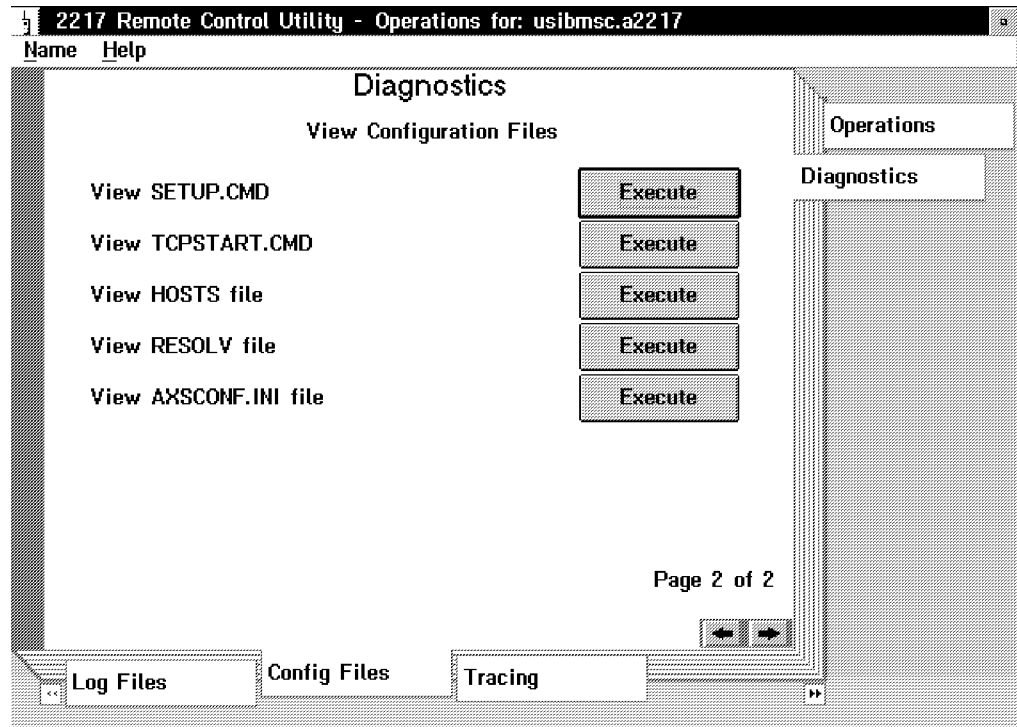 2217 Remote Control Utility - Operations for: usibmsc.a2217
Name Help
Diagnostics
View Configuration Files
Operations
Diagnostics
View SETUP.CMD Execute
View TCPSTART.CMD Execute
View HOSTS file Execute
View RESOLV file Execute
View AXSCONF.INI file Execute
Page 2 of 2
Log Files Config Files Tracing